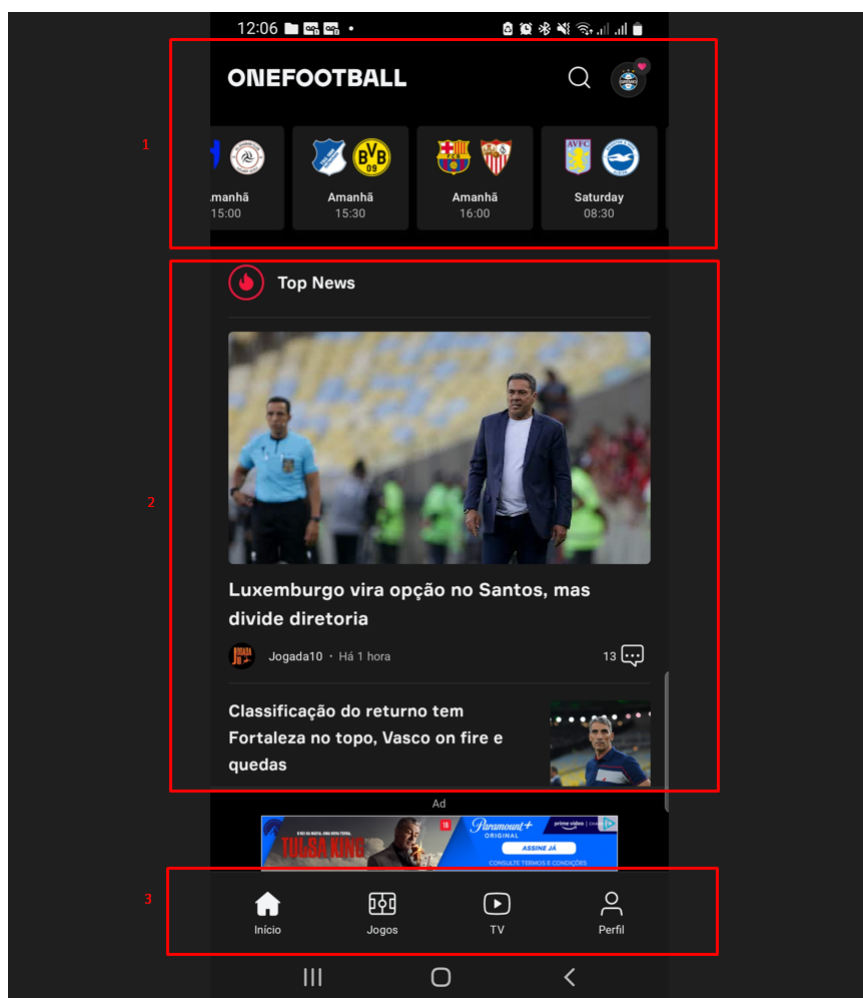 12:06
ONEFOOTBALL
1
.manhã
15:00
Amanhã
15:30
Amanhã
16:00
Saturday
08:30
Top News
2
Luxemburgo vira opção no Santos, mas
divide diretoria
Jogada10 · Há 1 hora
13
Classificação do returno tem
Fortaleza no topo, Vasco on fire e
quedas
Ad
TULSA KING
18
Paramount+
ORIGINAL
prime video
ASSINE JÁ
CONSULTE TERMOS E CONDIÇÕES
3
Início
Jogos
TV
Perfil